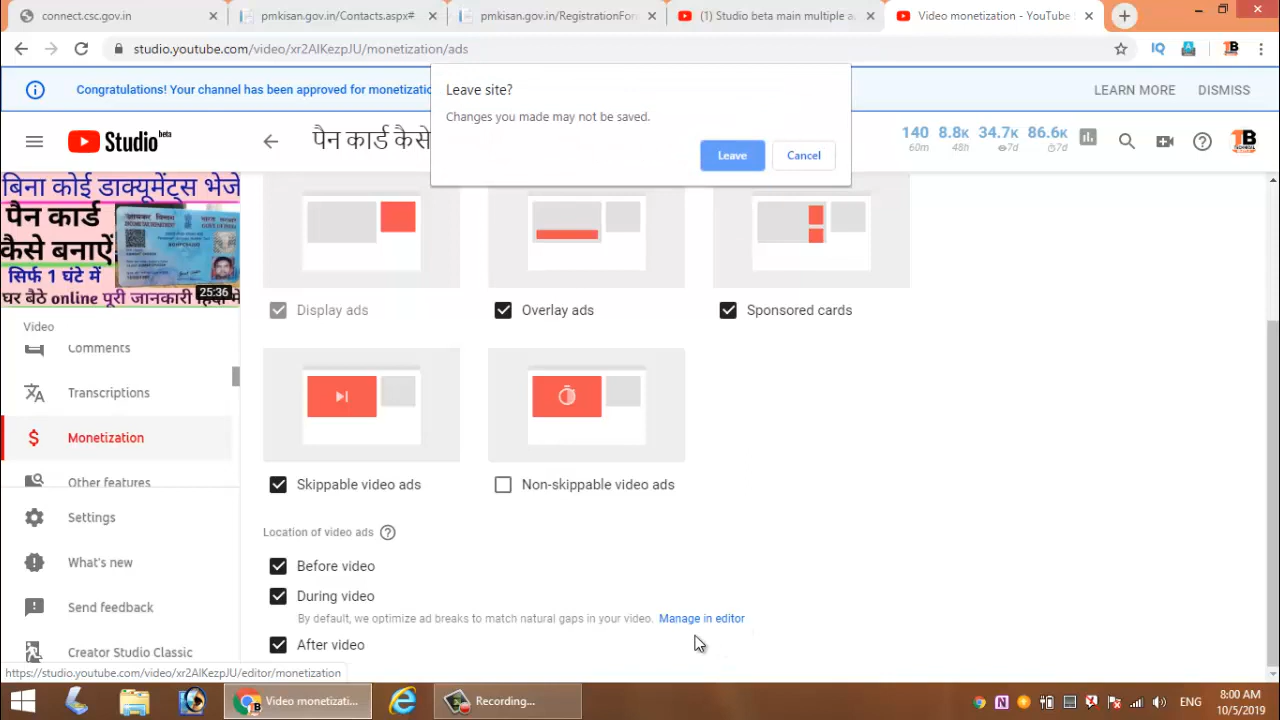 connect.csc.gov.in
pmkisan.gov.in/Contacts.aspx#
pmkisan.gov.in/RegistrationFor
(1) Studio beta main multiple a
Video monetization - YouTube S
studio.youtube.com/video/xr2AlKezpJU/monetization/ads
Congratulations! Your channel has been approved for monetizatio
LEARN MORE
DISMISS
Leave site?
Changes you made may not be saved.
Leave
Cancel
Studio beta
पैन कार्ड कैसे
140 8.8K 34.7K 86.6K
60m 48h 7d 7d
बिना कोई डाक्यूमेंट्स भेजे
पैन कार्ड
कैसे बनाऐं
सिर्फ 1 घंटे में
25:36
घर बैठे online पूरी जानकारी हिंदी में
Display ads
Overlay ads
Sponsored cards
Video
Comments
Transcriptions
Monetization
Other features
Settings
What's new
Send feedback
Creator Studio Classic
Skippable video ads
Non-skippable video ads
Location of video ads
Before video
During video
By default, we optimize ad breaks to match natural gaps in your video. Manage in editor
After video
https://studio.youtube.com/video/xr2AlKezpJU/editor/monetization
Video monetizati...
Recording...
ENG
8:00 AM
10/5/2019